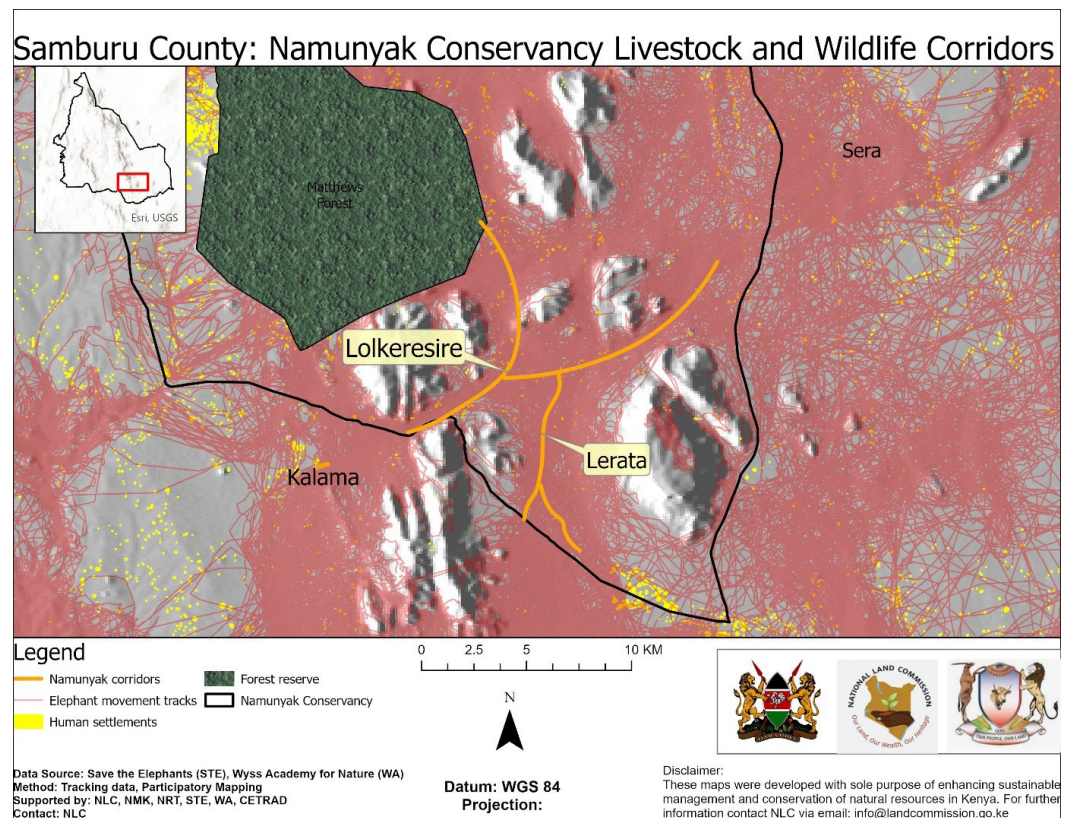 Samburu County: Namunyak Conservancy Livestock and Wildlife Corridors
Esri, USGS
Matthews
Forest
Sera
Lolkeresire
Lerata
Kalama
Legend
Namunyak corridors
Elephant movement tracks
Human settlements
Forest reserve
Namunyak Conservancy
0 2.5 5 10 KM
N
NATIONAL LAND COMMISSION
Our Land, Our Wealth, Our Heritage
OUR PEOPLE, OUR LAND
Data Source: Save the Elephants (STE), Wyss Academy for Nature (WA)
Method: Tracking data, Participatory Mapping
Supported by: NLC, NMK, NRT, STE, WA, CETRAD
Contact: NLC
Datum: WGS 84
Projection:
Disclaimer:
These maps were developed with sole purpose of enhancing sustainable
management and conservation of natural resources in Kenya. For further
information contact NLC via email: info@landcommission.go.ke